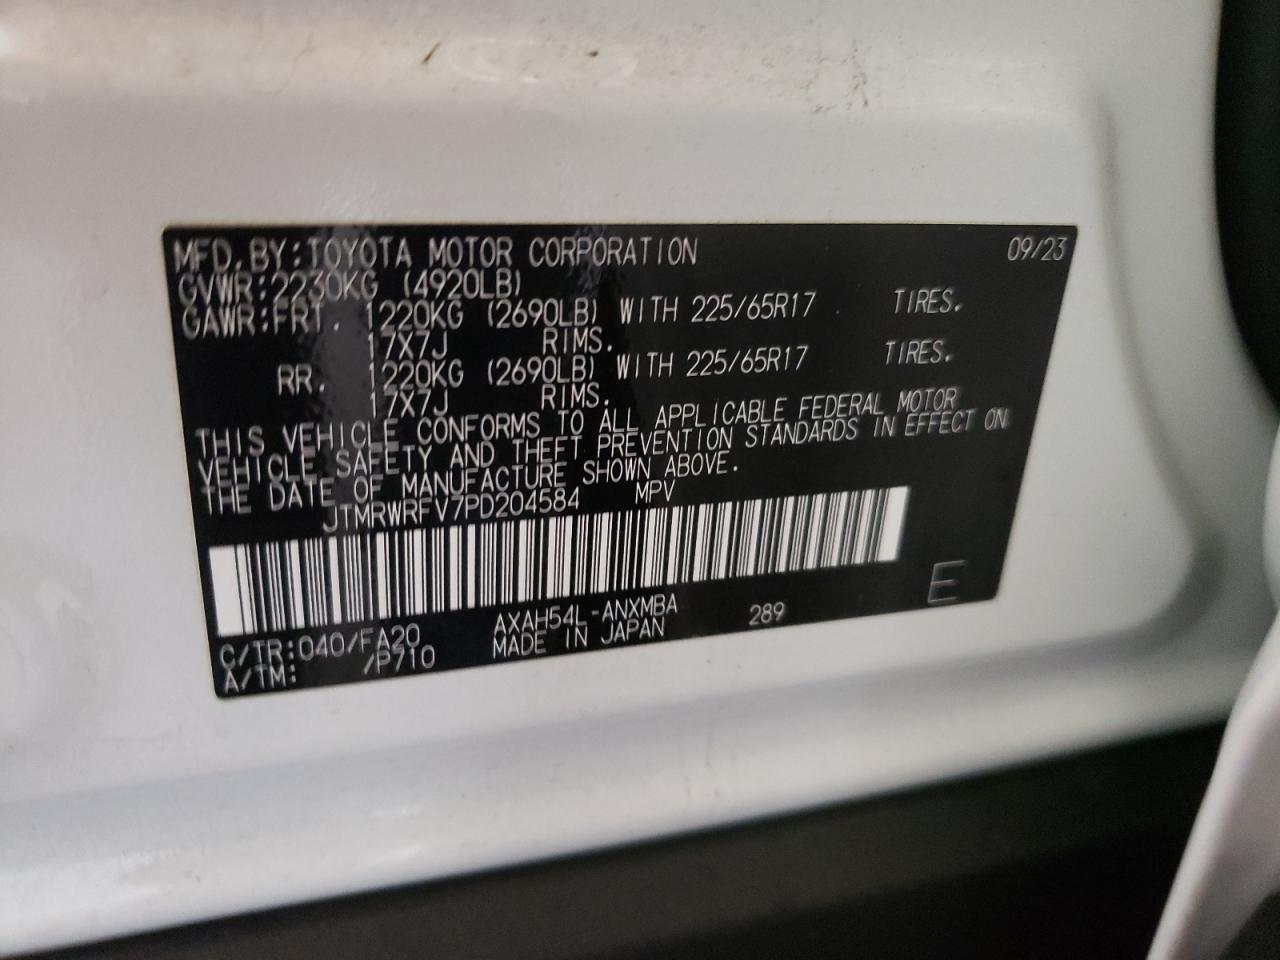 MFD. BY: TOYOTA MOTOR CORPORATION 09/23
GVWR: 2230KG (4920LB)
GAWR: FRT. 1220KG (2690LB) WITH 225/65R17 TIRES.
17X7J RIMS.
RR. 1220KG (2690LB) WITH 225/65R17 TIRES.
17X7J RIMS.
THIS VEHICLE CONFORMS TO ALL APPLICABLE FEDERAL MOTOR
VEHICLE SAFETY AND THEFT PREVENTION STANDARDS IN EFFECT ON
THE DATE OF MANUFACTURE SHOWN ABOVE.
JTMRWRFV7PD204584 MPV
E
C/TR: 040/FA20 AXAH54L-ANXMBA 289
A/TM: /P710 MADE IN JAPAN